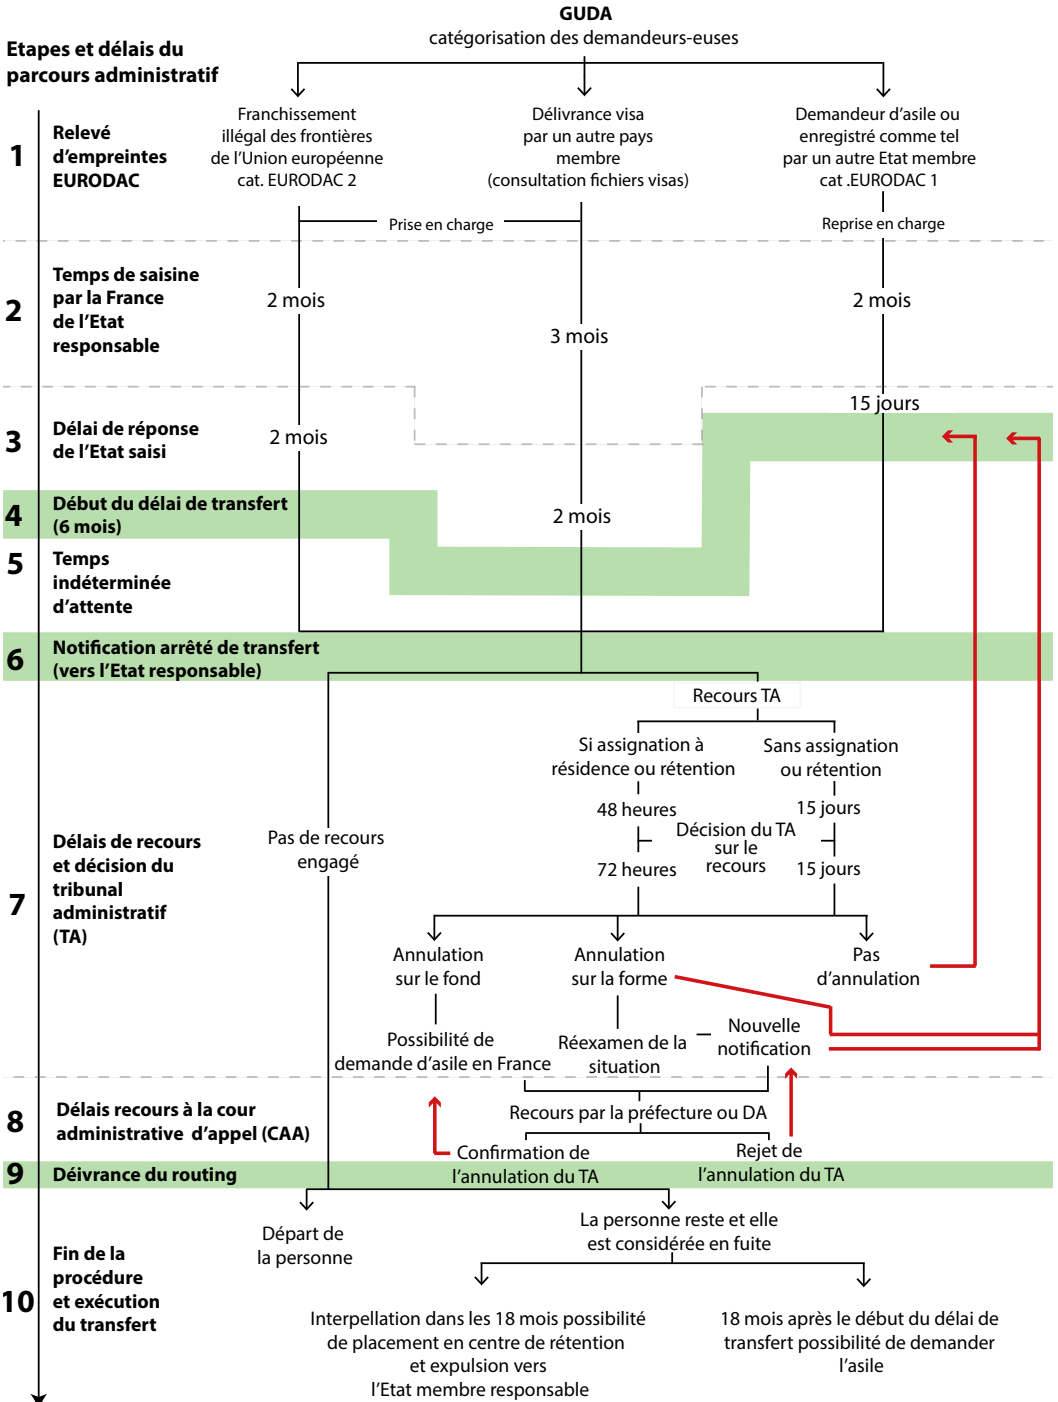 GUDA
catégorisation des demandeurs-euses
Etapes et délais du
parcours administratif
1
Relevé
d'empreintes
EURODAC
Franchissement
illégal des frontières
de l'Union européenne
cat. EURODAC 2
Délivrance visa
par un autre pays
membre
(consultation fichiers visas)
Demandeur d'asile ou
enregistré comme tel
par un autre Etat membre
cat .EURODAC 1
Prise en charge
Reprise en charge
2
Temps de saisine
par la France
de l'Etat
responsable
2 mois
3 mois
2 mois
3
Délai de réponse
de l'Etat saisi
2 mois
15 jours
4
Début du délai de transfert
(6 mois)
2 mois
5
Temps
indéterminée
d'attente
6
Notification arrêté de transfert
(vers l'Etat responsable)
Recours TA
Si assignation à
résidence ou rétention
Sans assignation
ou rétention
48 heures
15 jours
Décision du TA
sur le
recours
72 heures
15 jours
Pas de recours
engagé
7
Délais de recours
et décision du
tribunal
administratif
(TA)
Annulation
sur le fond
Annulation
sur la forme
Pas
d'annulation
Possibilité de
demande d'asile en France
Réexamen de la
situation
Nouvelle
notification
8
Délais recours à la cour
administrative d'appel (CAA)
Recours par la préfecture ou DA
Confirmation de
l'annulation du TA
Rejet de
l'annulation du TA
9
Déivrance du routing
Départ de
la personne
La personne reste et elle
est considérée en fuite
10
Fin de la
procédure
et exécution
du transfert
Interpellation dans les 18 mois possibilité
de placement en centre de rétention
et expulsion vers
l'Etat membre responsable
18 mois après le début du délai de
transfert possibilité de demander
l'asile